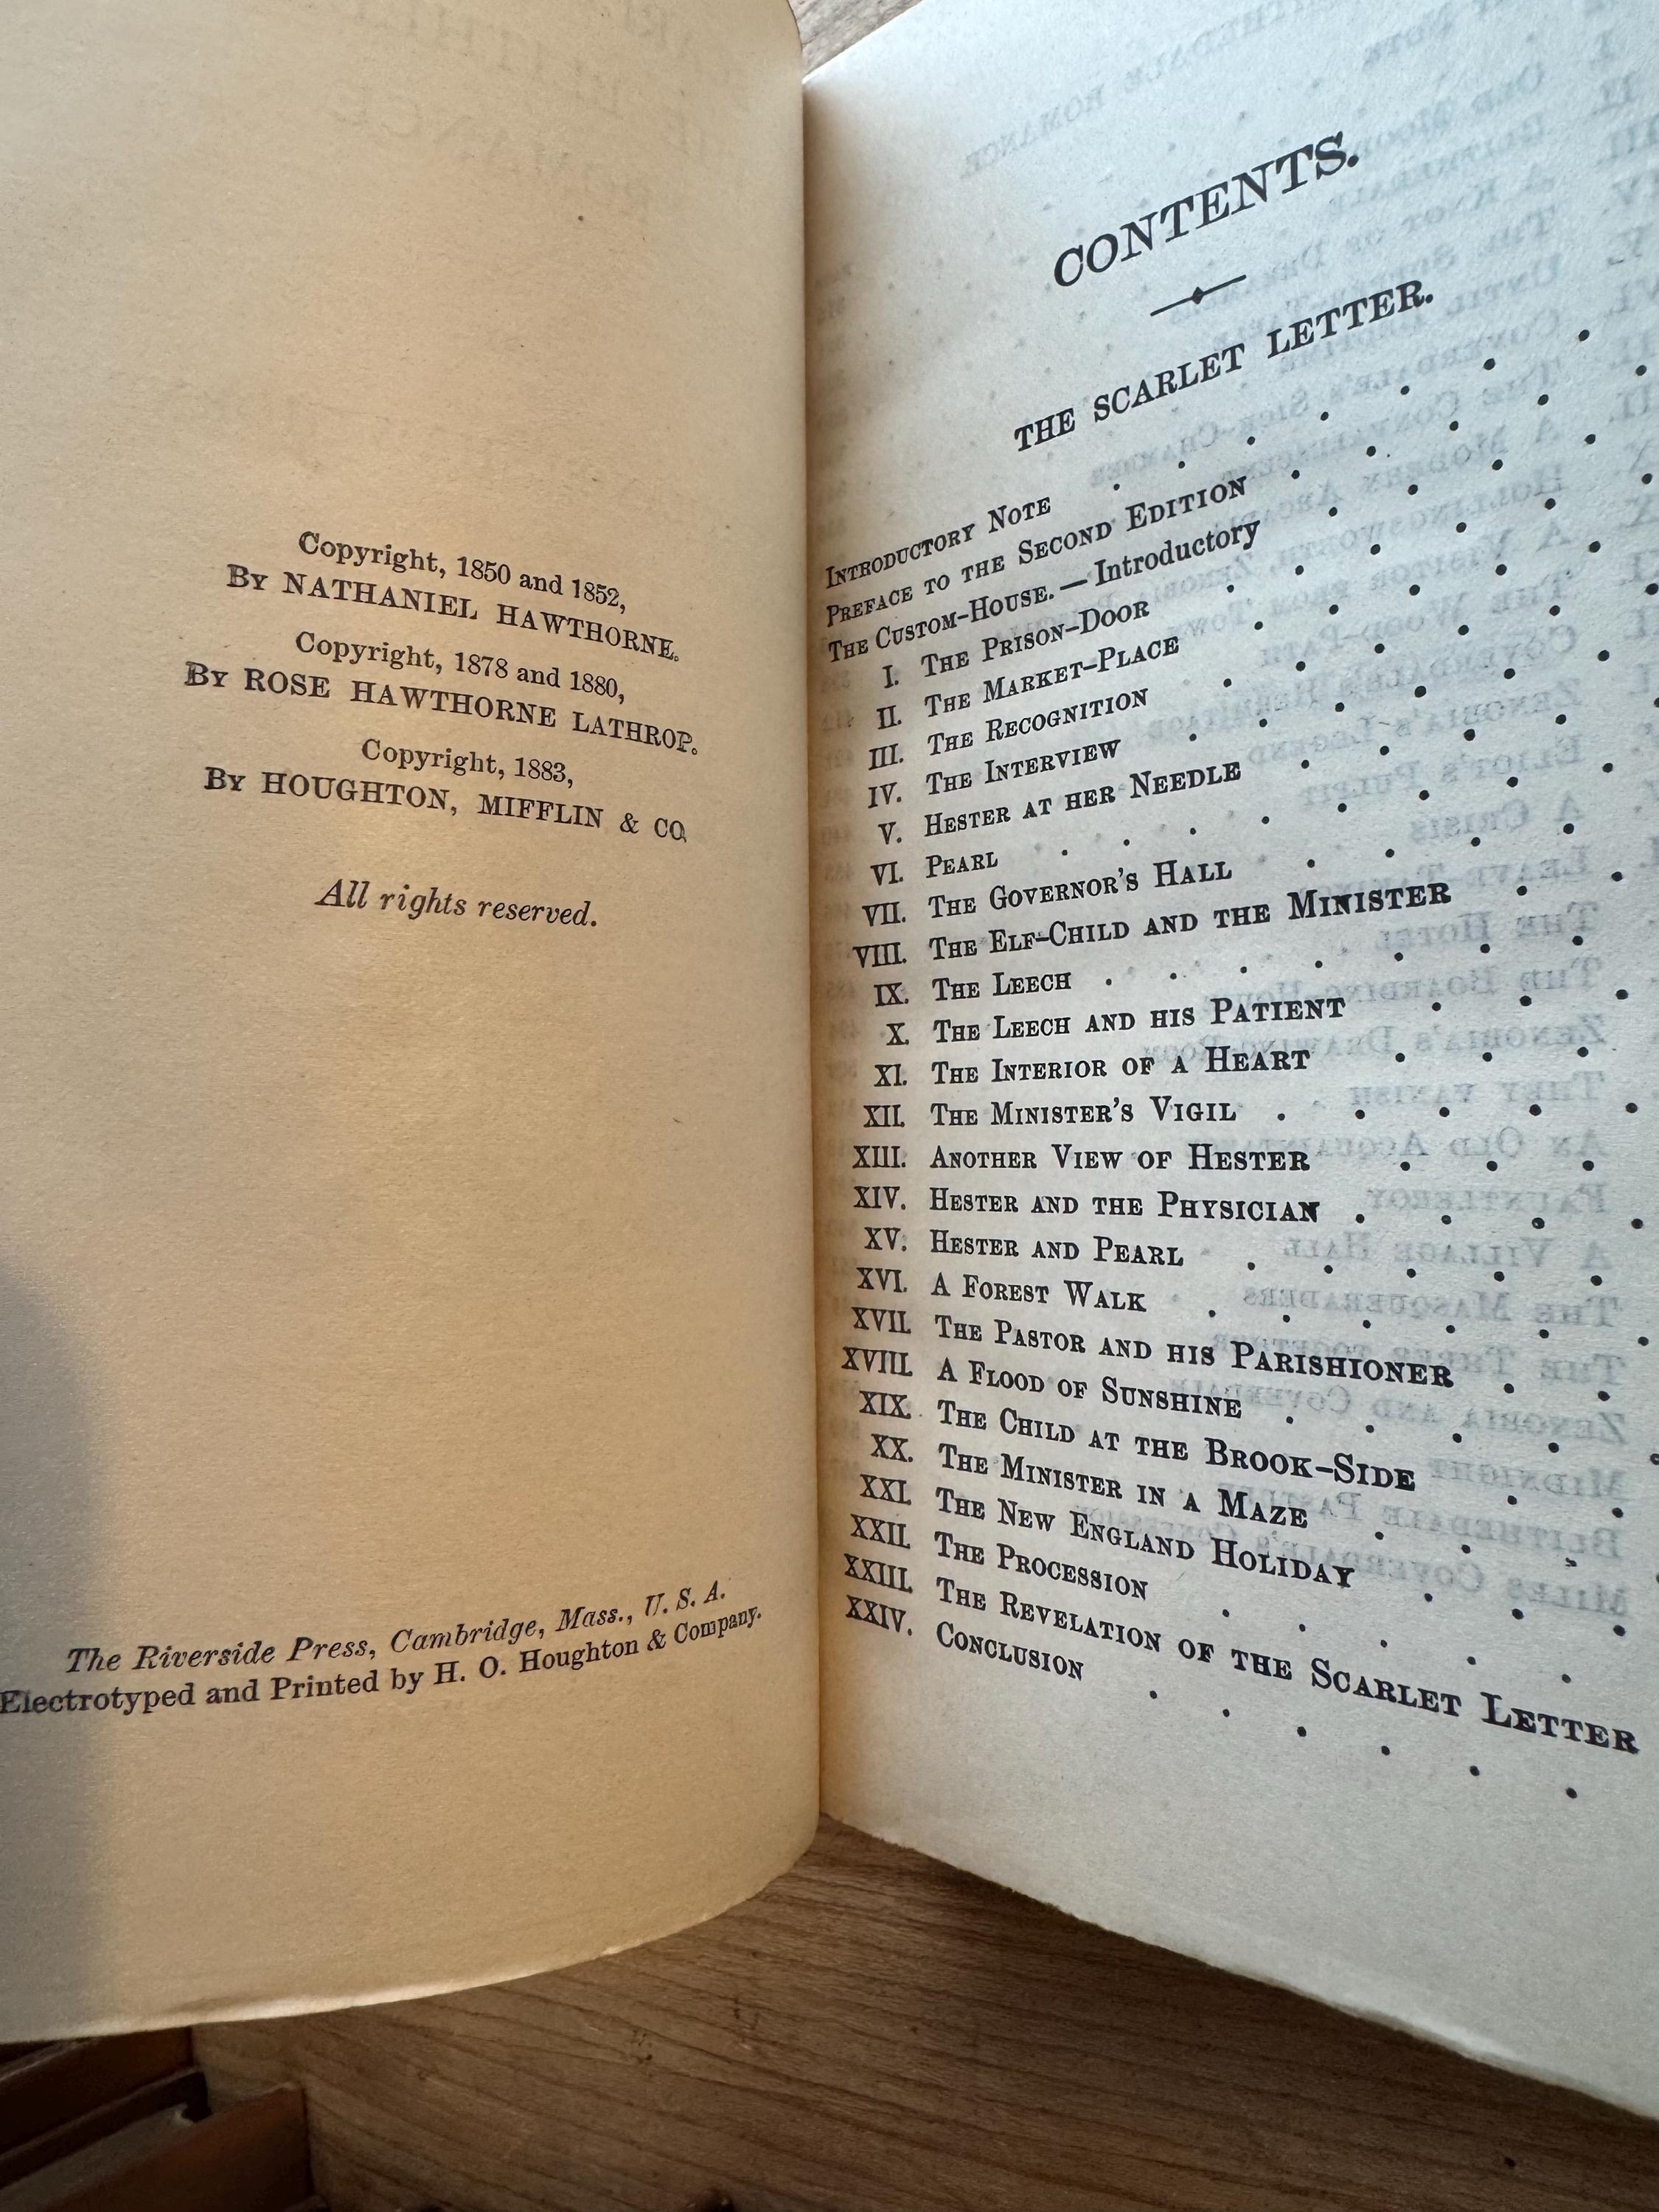 Copyright, 1850 and 1852,
By NATHANIEL HAWTHORNE.
Copyright, 1878 and 1880,
By ROSE HAWTHORNE LATHROP.
Copyright, 1883,
By HOUGHTON, MIFFLIN & CO.
All rights reserved.
The Riverside Press, Cambridge, Mass., U. S. A.
Electrotyped and Printed by H. O. Houghton & Company.
CONTENTS.
THE SCARLET LETTER.
Introductory Note
Preface to the Second Edition
The Custom-House. — Introductory
I. The Prison-Door
II. The Market-Place
III. The Recognition
IV. The Interview
V. Hester at her Needle
VI. Pearl
VII. The Governor's Hall
VIII. The Elf-Child and the Minister
IX. The Leech
X. The Leech and his Patient
XI. The Interior of a Heart
XII. The Minister's Vigil
XIII. Another View of Hester
XIV. Hester and the Physician
XV. Hester and Pearl
XVI. A Forest Walk
XVII. The Pastor and his Parishioner
XVIII. A Flood of Sunshine
XIX. The Child at the Brook-Side
XX. The Minister in a Maze
XXI. The New England Holiday
XXII. The Procession
XXIII. The Revelation of the Scarlet Letter
XXIV. Conclusion